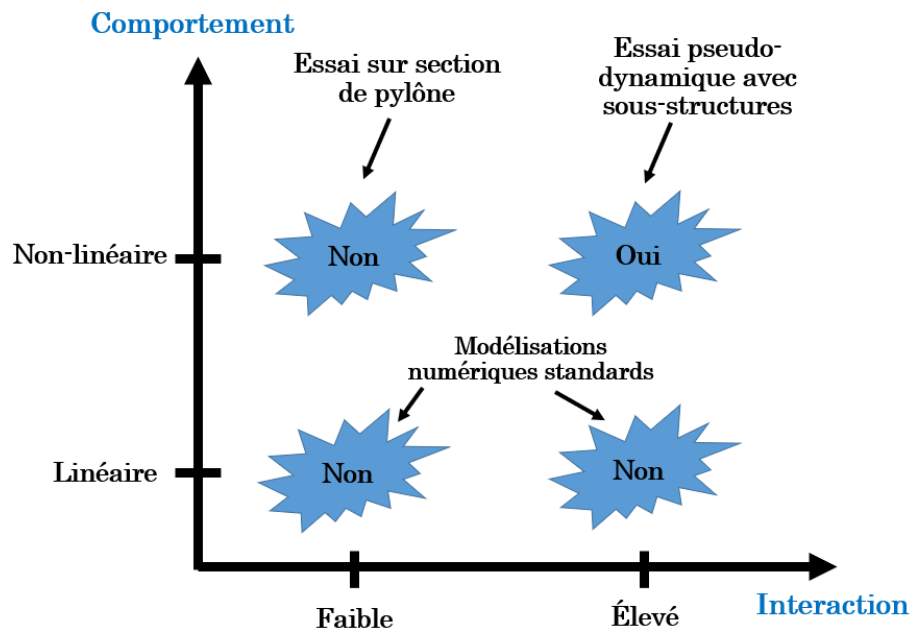 Comportement
Essai sur section
de pylône
Essai pseudo-
dynamique avec
sous-structures
Non-linéaire
Non
Oui
Modélisations
numériques standards
Linéaire
Non
Non
Faible
Élevé
Interaction